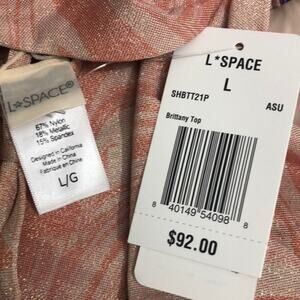 L*SPACE®
67% Nylon
18% Metallic
15% Spandex
Designed in California
Made in China
Fabriqué en China
L/G
L*SPACE
L
SHBTT21P
ASU
Brittany Top
8 40149 54098 8
$92.00